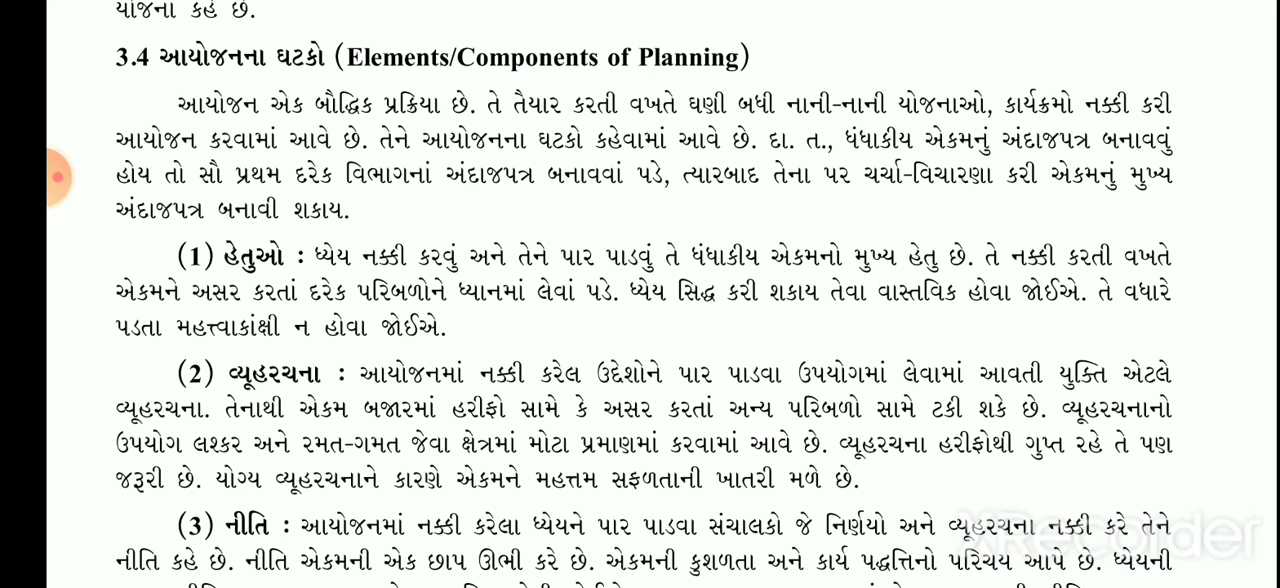 યોજના કહે છે.
3.4 આયોજનના ઘટકો (Elements/Components of Planning)
આયોજન એક બૌદ્ધિક પ્રક્રિયા છે. તે તૈયાર કરતી વખતે ઘણી બધી નાની-નાની યોજનાઓ, કાર્યક્રમો નક્કી કરી
આયોજન કરવામાં આવે છે. તેને આયોજનના ઘટકો કહેવામાં આવે છે. દા. ત., ધંધાકીય એકમનું અંદાજપત્ર બનાવવું
હોય તો સૌ પ્રથમ દરેક વિભાગનાં અંદાજપત્ર બનાવવાં પડે, ત્યારબાદ તેના પર ચર્ચા-વિચારણા કરી એકમનું મુખ્ય
અંદાજપત્ર બનાવી શકાય.
(1) હેતુઓ : ધ્યેય નક્કી કરવું અને તેને પાર પાડવું તે ધંધાકીય એકમનો મુખ્ય હેતુ છે. તે નક્કી કરતી વખતે
એકમને અસર કરતાં દરેક પરિબળોને ધ્યાનમાં લેવાં પડે. ધ્યેય સિદ્ધ કરી શકાય તેવા વાસ્તવિક હોવા જોઈએ. તે વધારે
પડતા મહત્ત્વાકાંક્ષી ન હોવા જોઈએ.
(2) વ્યૂહરચના : આયોજનમાં નક્કી કરેલ ઉદ્દેશોને પાર પાડવા ઉપયોગમાં લેવામાં આવતી યુક્તિ એટલે
વ્યૂહરચના. તેનાથી એકમ બજારમાં હરીફો સામે કે અસર કરતાં અન્ય પરિબળો સામે ટકી શકે છે. વ્યૂહરચનાનો
ઉપયોગ લશ્કર અને રમત-ગમત જેવા ક્ષેત્રમાં મોટા પ્રમાણમાં કરવામાં આવે છે. વ્યૂહરચના હરીફોથી ગુપ્ત રહે તે પણ
જરૂરી છે. યોગ્ય વ્યૂહરચનાને કારણે એકમને મહત્તમ સફળતાની ખાતરી મળે છે.
(3) નીતિ : આયોજનમાં નક્કી કરેલા ધ્યેયને પાર પાડવા સંચાલકો જે નિર્ણયો અને વ્યૂહરચના નક્કી કરે તેને
નીતિ કહે છે. નીતિ એકમની એક છાપ ઊભી કરે છે. એકમની કુશળતા અને કાર્ય પદ્ધત્તિનો પરિચય આપે છે. ધ્યેયની
XRecorder